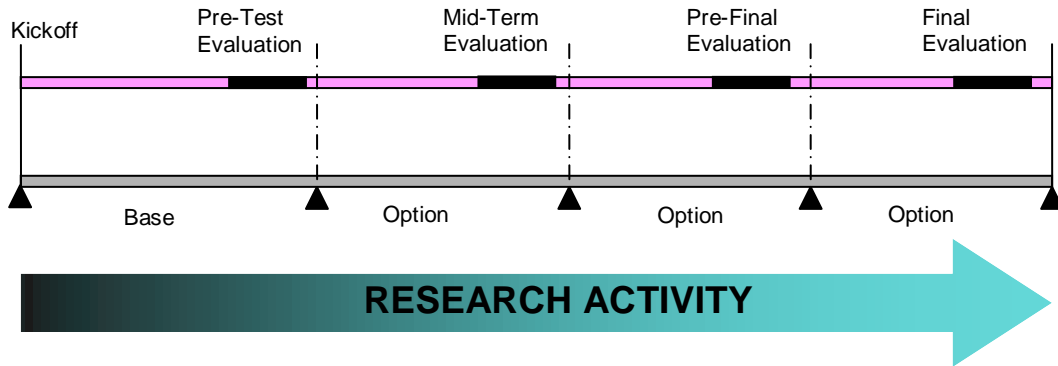 Kickoff
Pre-Test
Evaluation
Mid-Term
Evaluation
Pre-Final
Evaluation
Final
Evaluation
Base
Option
Option
Option
RESEARCH ACTIVITY